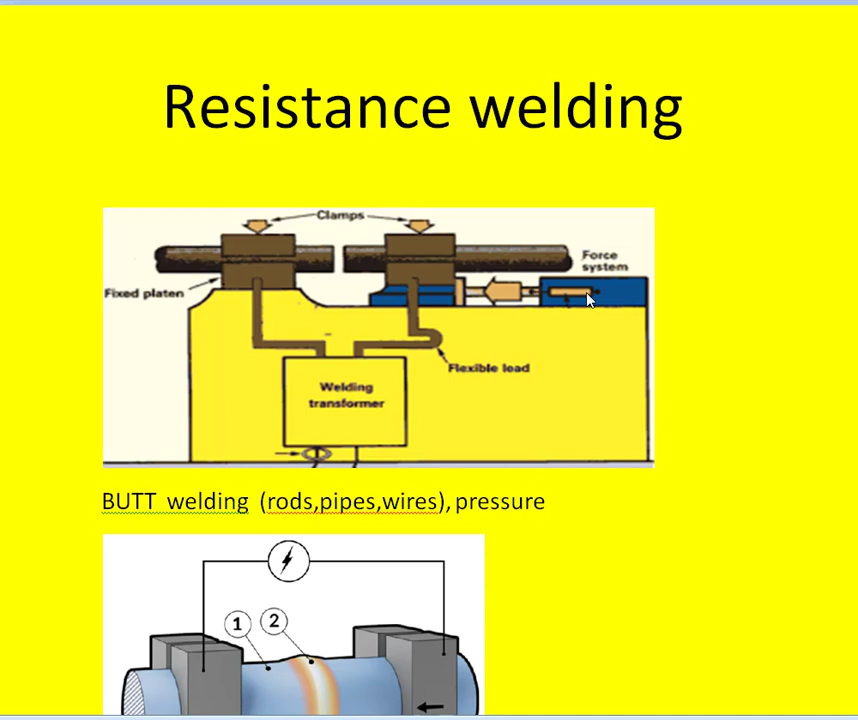 Resistance welding
Clamps
Force
system
Fixed platen
Flexible lead
Welding
transformer
BUTT welding (rods,pipes,wires), pressure
1
2